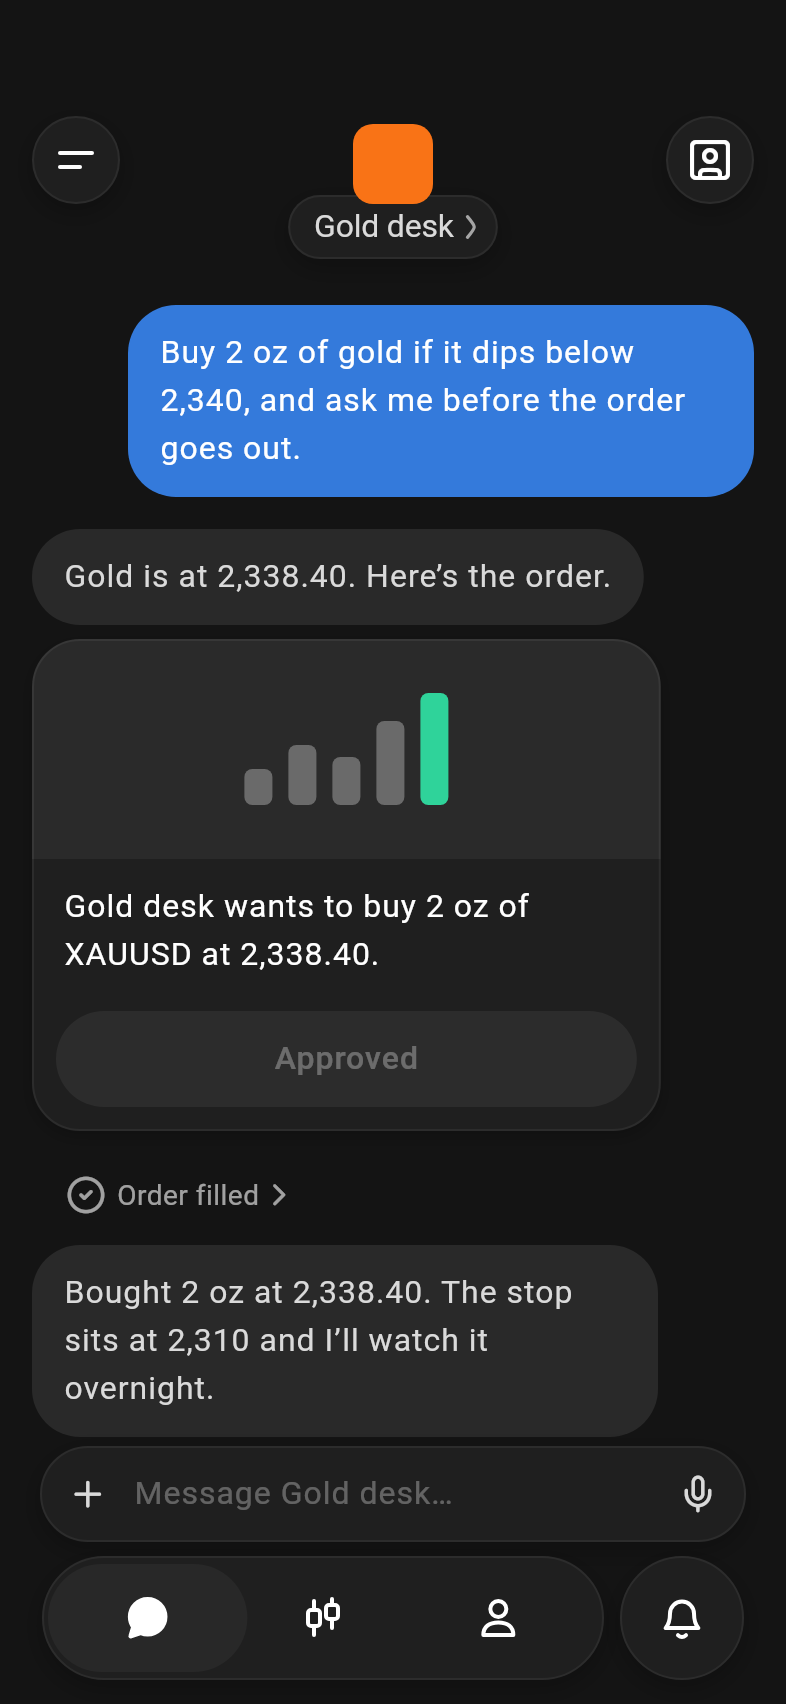 Gold desk
Buy 2 oz of gold if it dips below
2,340, and ask me before the order
goes out.
Gold is at 2,338.40. Here’s the order.
Gold desk wants to buy 2 oz of
XAUUSD at 2,338.40.
Approved
Order filled
Bought 2 oz at 2,338.40. The stop
sits at 2,310 and I’ll watch it
overnight.
Message Gold desk…